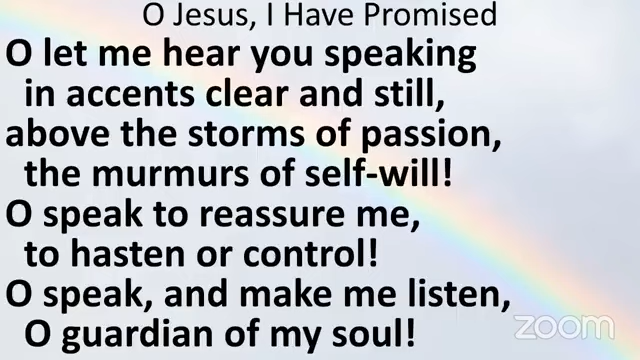 O Jesus, I Have Promised
O let me hear you speaking
in accents clear and still,
above the storms of passion,
the murmurs of self-will!
O speak to reassure me,
to hasten or control!
O speak, and make me listen,
O guardian of my soul!
zoom